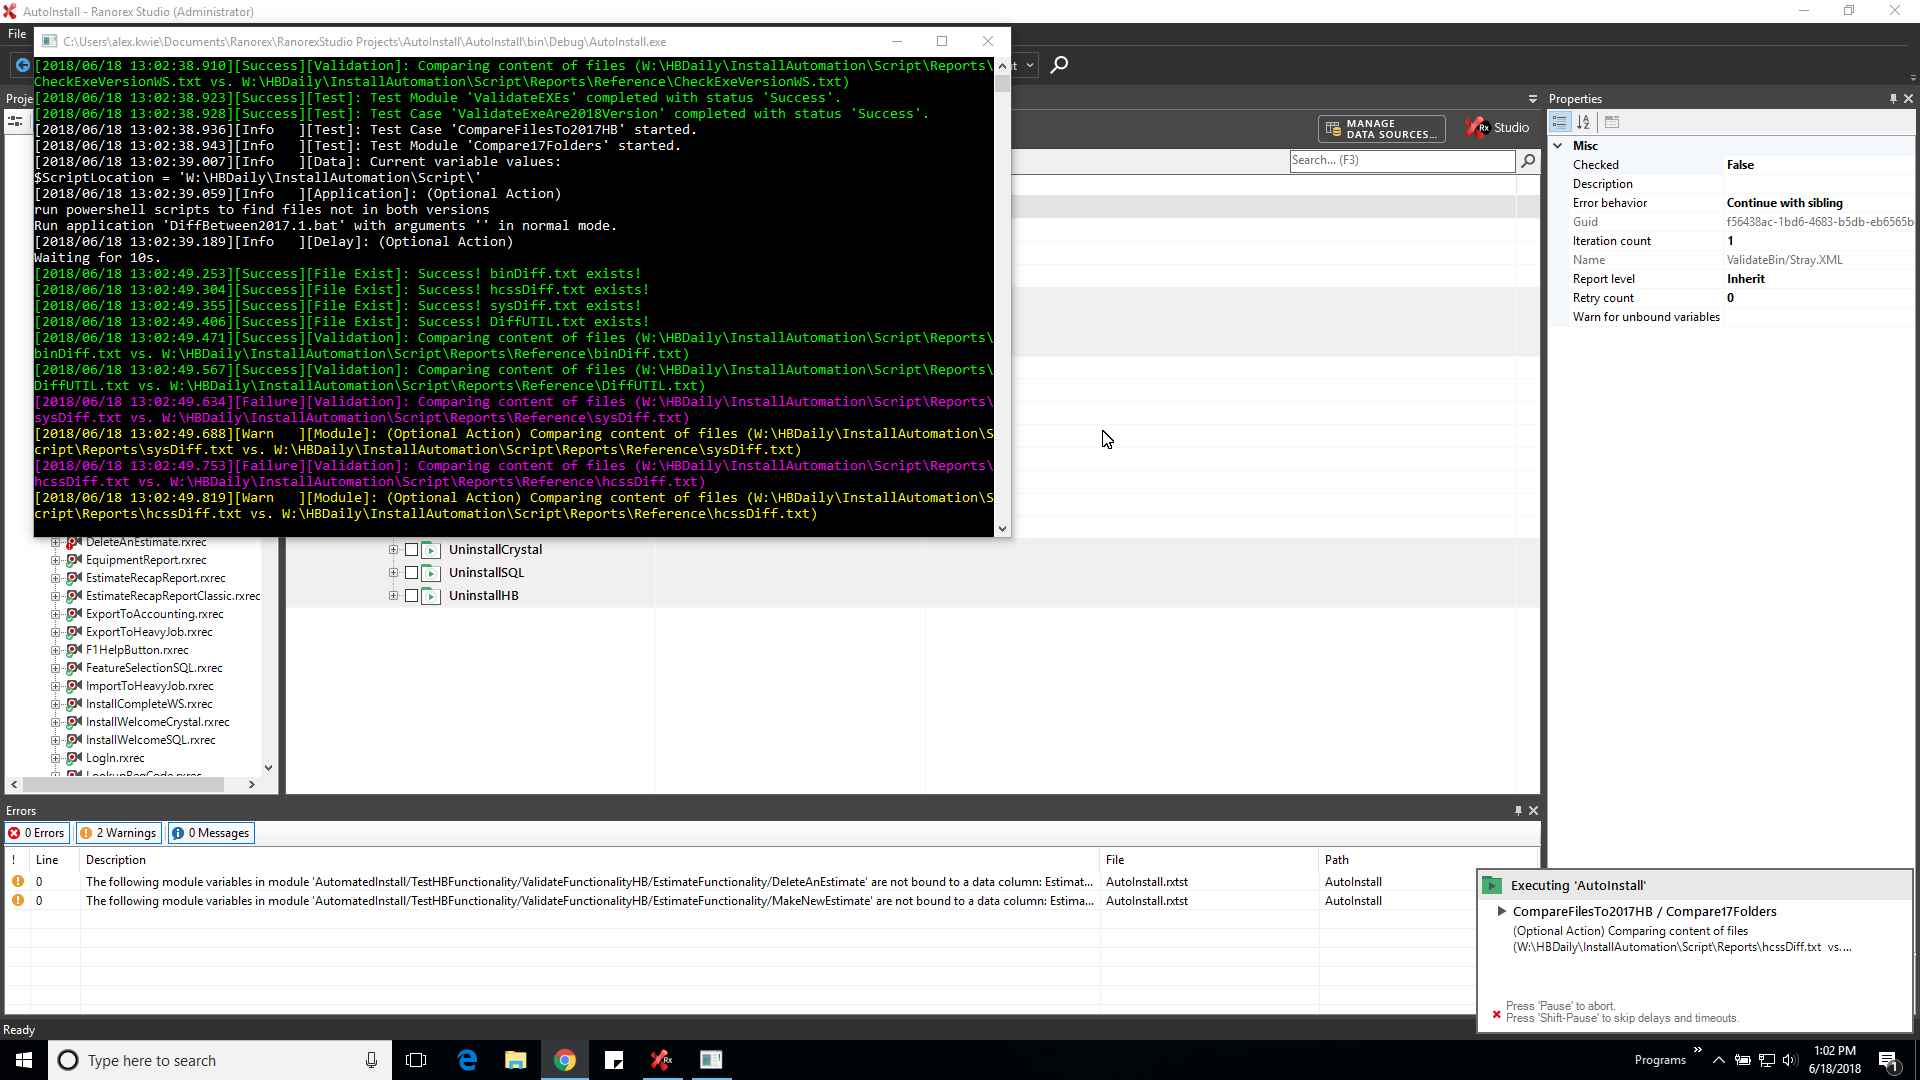 AutoInstall - Ranorex Studio (Administrator)
File
C:\Users\alex.kwie\Documents\Ranorex\RanorexStudio Projects\AutoInstall\AutoInstall\bin\Debug\AutoInstall.exe
[2018/06/18 13:02:38.910][Success][Validation]: Comparing content of files (W:\HBDaily\InstallAutomation\Script\Reports\
CheckExeVersionWS.txt vs. W:\HBDaily\InstallAutomation\Script\Reports\Reference\CheckExeVersionWS.txt)
[2018/06/18 13:02:38.923][Success][Test]: Test Module 'ValidateEXEs' completed with status 'Success'.
[2018/06/18 13:02:38.928][Success][Test]: Test Case 'ValidateExeAre2018Version' completed with status 'Success'.
[2018/06/18 13:02:38.936][Info   ][Test]: Test Case 'CompareFilesTo2017HB' started.
[2018/06/18 13:02:38.943][Info   ][Test]: Test Module 'Compare17Folders' started.
[2018/06/18 13:02:39.007][Info   ][Data]: Current variable values:
$ScriptLocation = 'W:\HBDaily\InstallAutomation\Script\'
[2018/06/18 13:02:39.059][Info   ][Application]: (Optional Action)
run powershell scripts to find files not in both versions
Run application 'DiffBetween2017.1.bat' with arguments '' in normal mode.
[2018/06/18 13:02:39.189][Info   ][Delay]: (Optional Action)
Waiting for 10s.
[2018/06/18 13:02:49.253][Success][File Exist]: Success! binDiff.txt exists!
[2018/06/18 13:02:49.304][Success][File Exist]: Success! hcssDiff.txt exists!
[2018/06/18 13:02:49.355][Success][File Exist]: Success! sysDiff.txt exists!
[2018/06/18 13:02:49.406][Success][File Exist]: Success! DiffUTIL.txt exists!
[2018/06/18 13:02:49.471][Success][Validation]: Comparing content of files (W:\HBDaily\InstallAutomation\Script\Reports\
binDiff.txt vs. W:\HBDaily\InstallAutomation\Script\Reports\Reference\binDiff.txt)
[2018/06/18 13:02:49.567][Success][Validation]: Comparing content of files (W:\HBDaily\InstallAutomation\Script\Reports\
DiffUTIL.txt vs. W:\HBDaily\InstallAutomation\Script\Reports\Reference\DiffUTIL.txt)
[2018/06/18 13:02:49.634][Failure][Validation]: Comparing content of files (W:\HBDaily\InstallAutomation\Script\Reports\
sysDiff.txt vs. W:\HBDaily\InstallAutomation\Script\Reports\Reference\sysDiff.txt)
[2018/06/18 13:02:49.688][Warn   ][Module]: (Optional Action) Comparing content of files (W:\HBDaily\InstallAutomation\S
cript\Reports\sysDiff.txt vs. W:\HBDaily\InstallAutomation\Script\Reports\Reference\sysDiff.txt)
[2018/06/18 13:02:49.753][Failure][Validation]: Comparing content of files (W:\HBDaily\InstallAutomation\Script\Reports\
hcssDiff.txt vs. W:\HBDaily\InstallAutomation\Script\Reports\Reference\hcssDiff.txt)
[2018/06/18 13:02:49.819][Warn   ][Module]: (Optional Action) Comparing content of files (W:\HBDaily\InstallAutomation\S
cript\Reports\hcssDiff.txt vs. W:\HBDaily\InstallAutomation\Script\Reports\Reference\hcssDiff.txt)
Proje
MANAGE
DATA SOURCES...
Rx Studio
Search... (F3)
Properties
Misc
Checked False
Description
Error behavior Continue with sibling
Guid f56438ac-1bd6-4683-b5db-eb6565b
Iteration count 1
Name ValidateBin/Stray.XML
Report level Inherit
Retry count 0
Warn for unbound variables
DeleteAnEstimate.rxrec
EquipmentReport.rxrec
EstimateRecapReport.rxrec
EstimateRecapReportClassic.rxrec
ExportToAccounting.rxrec
ExportToHeavyJob.rxrec
F1HelpButton.rxrec
FeatureSelectionSQL.rxrec
ImportToHeavyJob.rxrec
InstallCompleteWS.rxrec
InstallWelcomeCrystal.rxrec
InstallWelcomeSQL.rxrec
LogIn.rxrec
UninstallCrystal
UninstallSQL
UninstallHB
Errors
0 Errors 2 Warnings 0 Messages
! Line Description File Path
0 The following module variables in module 'AutomatedInstall/TestHBFunctionality/ValidateFunctionalityHB/EstimateFunctionality/DeleteAnEstimate' are not bound to a data column: Estimat... AutoInstall.rxtst AutoInstall
0 The following module variables in module 'AutomatedInstall/TestHBFunctionality/ValidateFunctionalityHB/EstimateFunctionality/MakeNewEstimate' are not bound to a data column: Estima... AutoInstall.rxtst AutoInstall
Executing 'AutoInstall'
CompareFilesTo2017HB / Compare17Folders
(Optional Action) Comparing content of files
(W:\HBDaily\InstallAutomation\Script\Reports\hcssDiff.txt vs....
Press 'Pause' to abort.
Press 'Shift-Pause' to skip delays and timeouts.
Ready
Type here to search
Programs
1:02 PM
6/18/2018
1